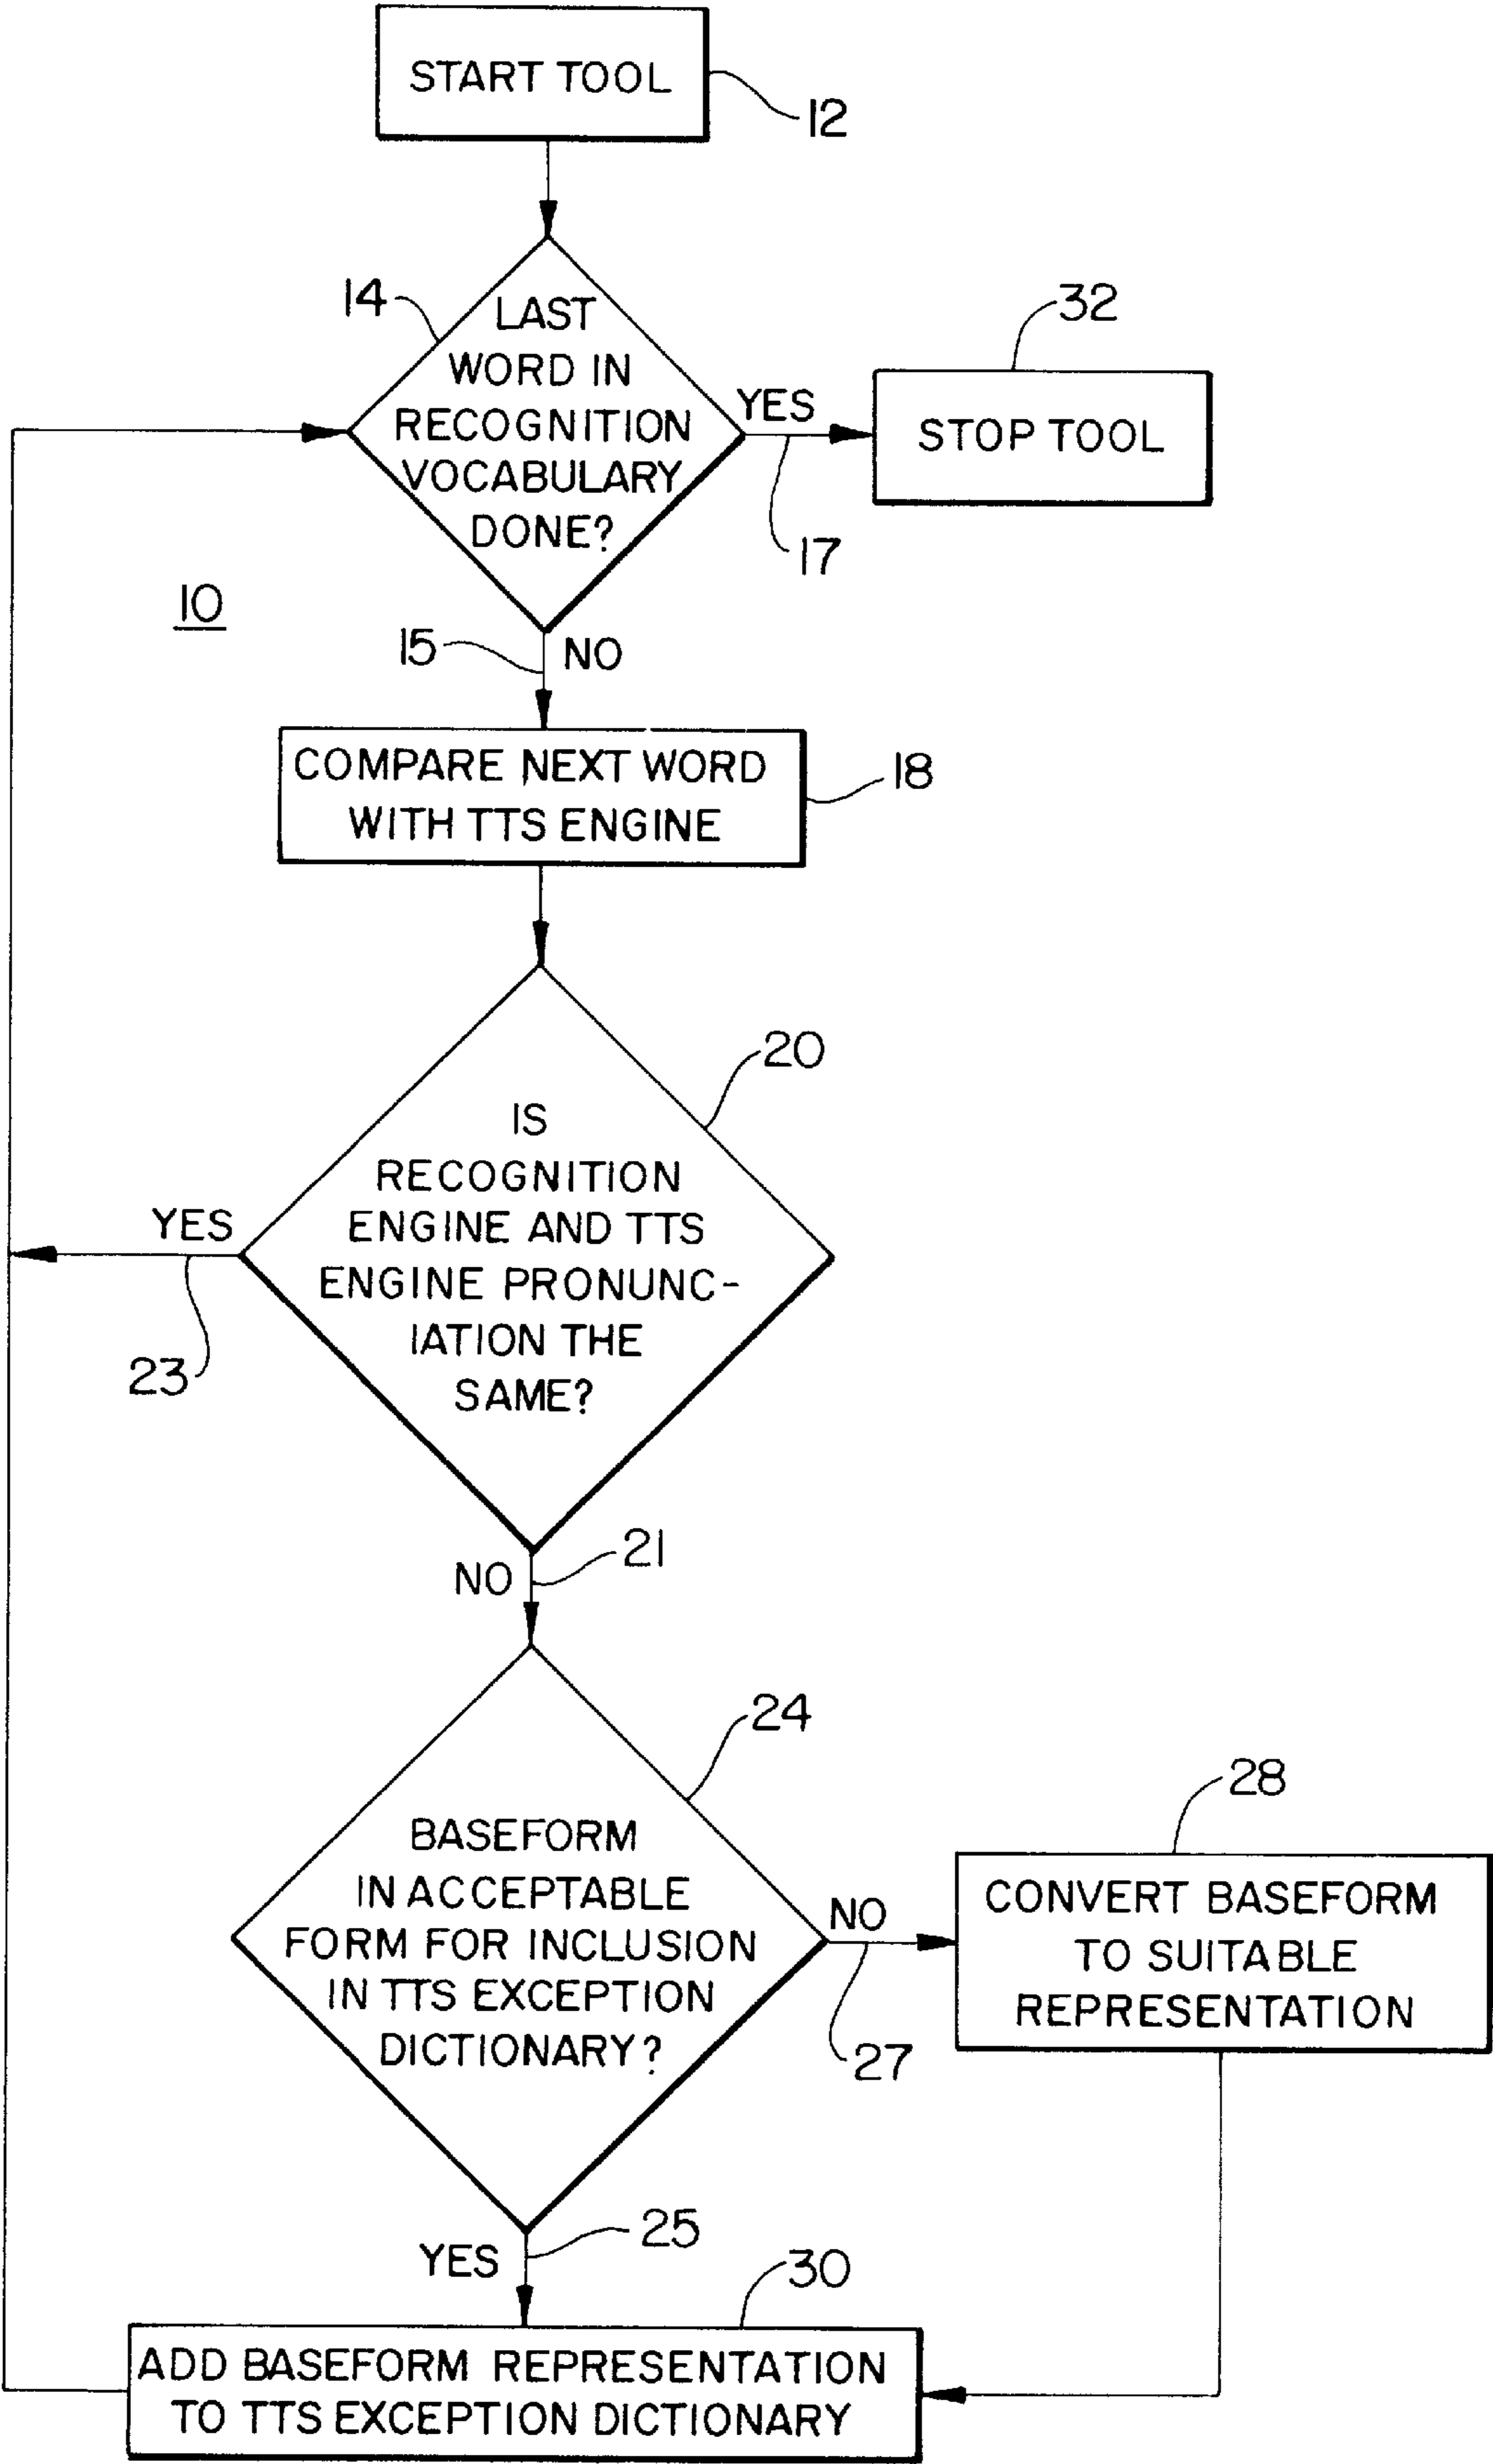 START TOOL
12
14
LAST
WORD IN
RECOGNITION
VOCABULARY
DONE?
YES
17
32
STOP TOOL
10
15
NO
COMPARE NEXT WORD
WITH TTS ENGINE
18
20
IS
RECOGNITION
ENGINE AND TTS
ENGINE PRONUNC-
IATION THE
SAME?
YES
23
NO
21
24
BASEFORM
IN ACCEPTABLE
FORM FOR INCLUSION
IN TTS EXCEPTION
DICTIONARY?
NO
27
28
CONVERT BASEFORM
TO SUITABLE
REPRESENTATION
YES
25
30
ADD BASEFORM REPRESENTATION
TO TTS EXCEPTION DICTIONARY